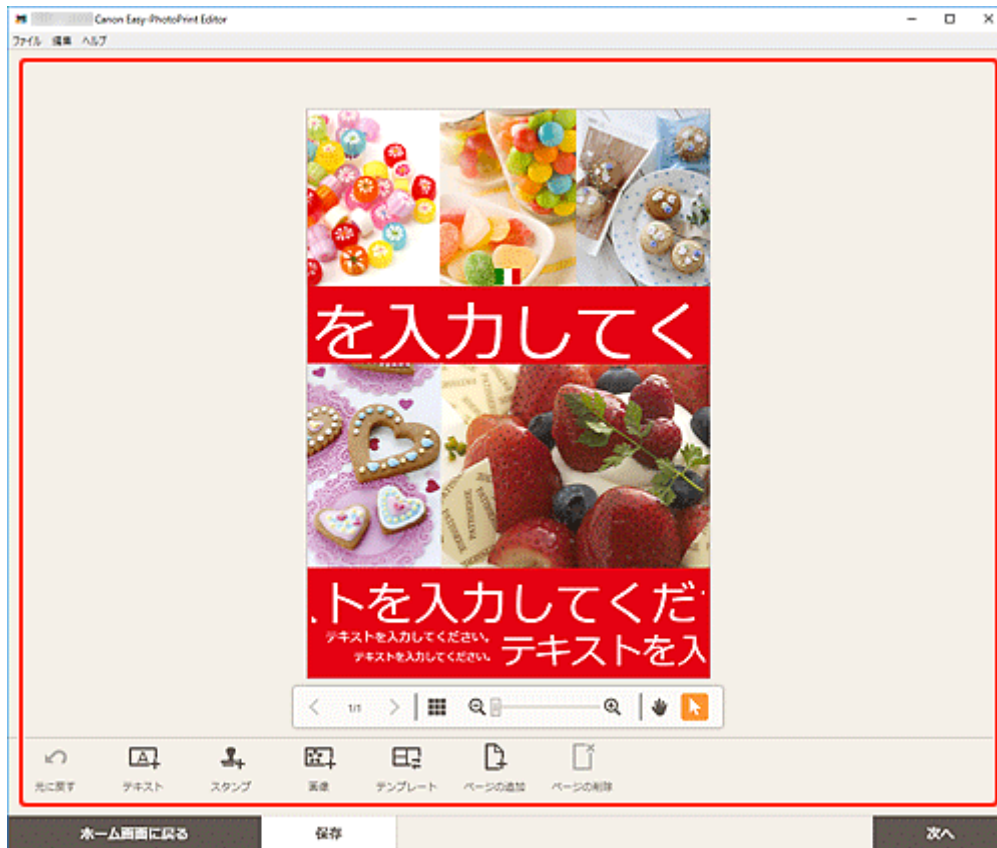 Canon Easy-PhotoPrint Editor
ファイル 編集 ヘルプ
を入力してく
PATISSERIE
PATISSERIE
トを入力してくだ
テキストを入力してください。
テキストを入力してください。
テキストを入
1/1
元に戻す テキスト スタンプ 画像 テンプレート ページの追加 ページの削除
ホーム画面に戻る 保存 次へ